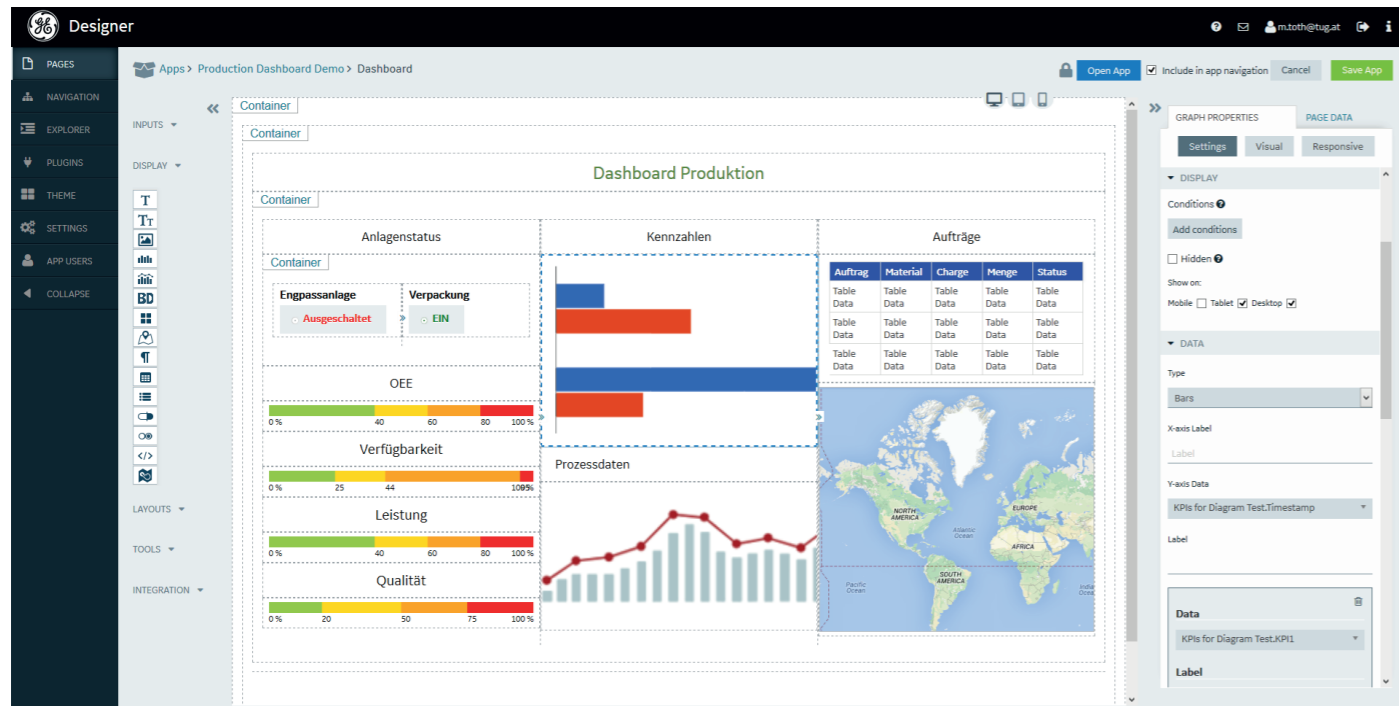 Designer
m.toth@tug.at
PAGES
NAVIGATION
EXPLORER
PLUGINS
THEME
SETTINGS
APP USERS
COLLAPSE
Apps > Production Dashboard Demo > Dashboard
Open App
Include in app navigation
Cancel
Save App
INPUTS
DISPLAY
LAYOUTS
TOOLS
INTEGRATION
Container
Container
Dashboard Produktion
Container
Anlagenstatus
Container
Engpassanlage
Verpackung
Ausgeschaltet
EIN
OEE
0 % 40 60 80 100 %
Verfügbarkeit
0 % 25 44
Leistung
0 % 40 60 80 100 %
Qualität
0 % 20 50 75 100 %
Kennzahlen
Prozessdaten
Aufträge
Auftrag Material Charge Menge Status
Table Table Table Table Table
Data Data Data Data Data
Table Table Table Table Table
Data Data Data Data Data
Table Table Table Table Table
Data Data Data Data Data
NORTH
AMERICA
EUROPE
Atlantic
Ocean
AFRICA
SOUTH
AMERICA
Pacific
Ocean
GRAPH PROPERTIES
PAGE DATA
Settings
Visual
Responsive
DISPLAY
Conditions
Add conditions
Hidden
Show on:
Mobile Tablet Desktop
DATA
Type
Bars
X-axis Label
Label
Y-axis Data
KPIs for Diagram Test.Timestamp
Label
Data
KPIs for Diagram Test.KPI1
Label